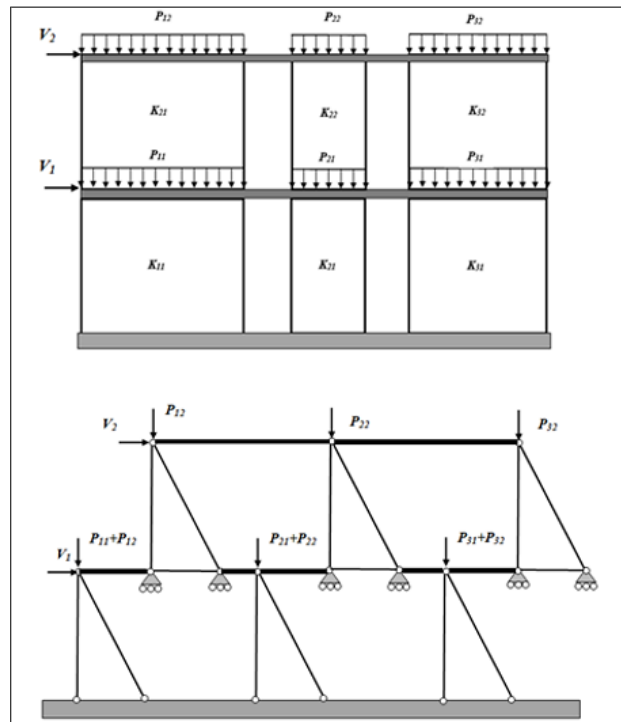 P12 P22 P32
V2
K21 K22 K32
P11 P21 P31
V1
K11 K21 K31
P12 P22 P32
V2
P11+P12 P21+P22 P31+P32
V1